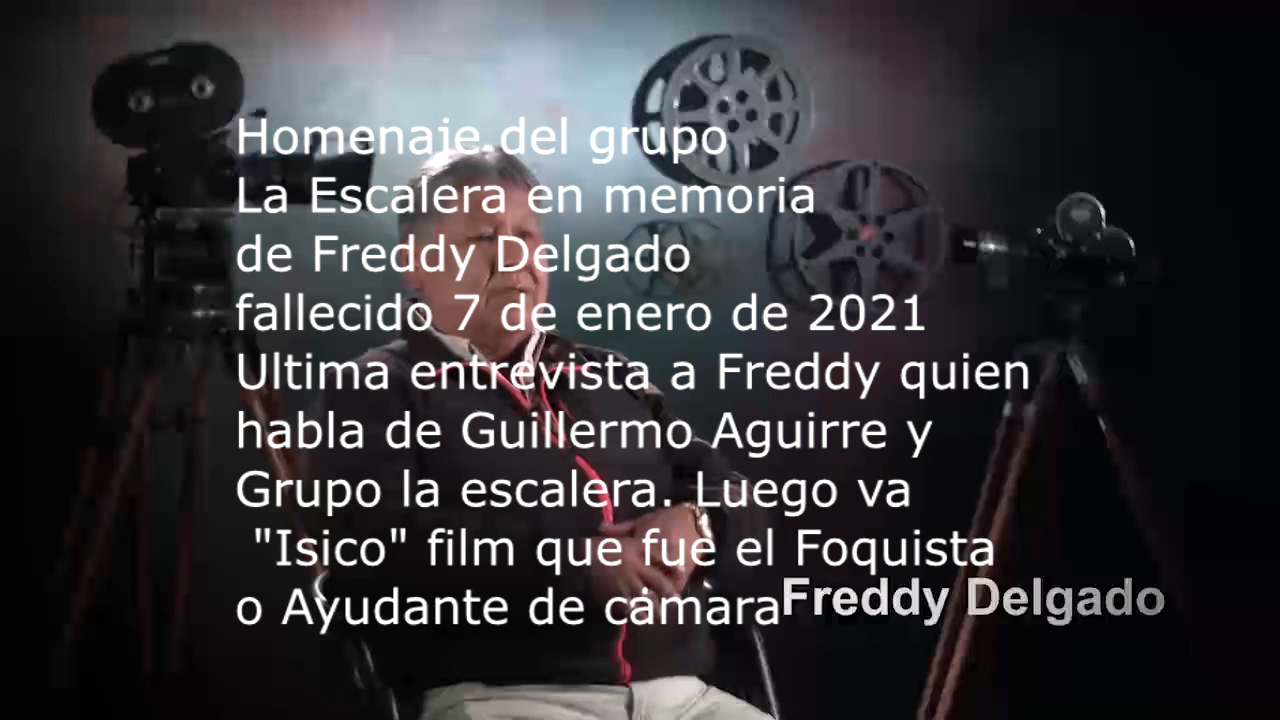 Homenaje del grupo
La Escalera en memoria
de Freddy Delgado
fallecido 7 de enero de 2021
Ultima entrevista a Freddy quien
habla de Guillermo Aguirre y
Grupo la escalera. Luego va
"Isico" film que fue el Foquista
o Ayudante de cámara
Freddy Delgado